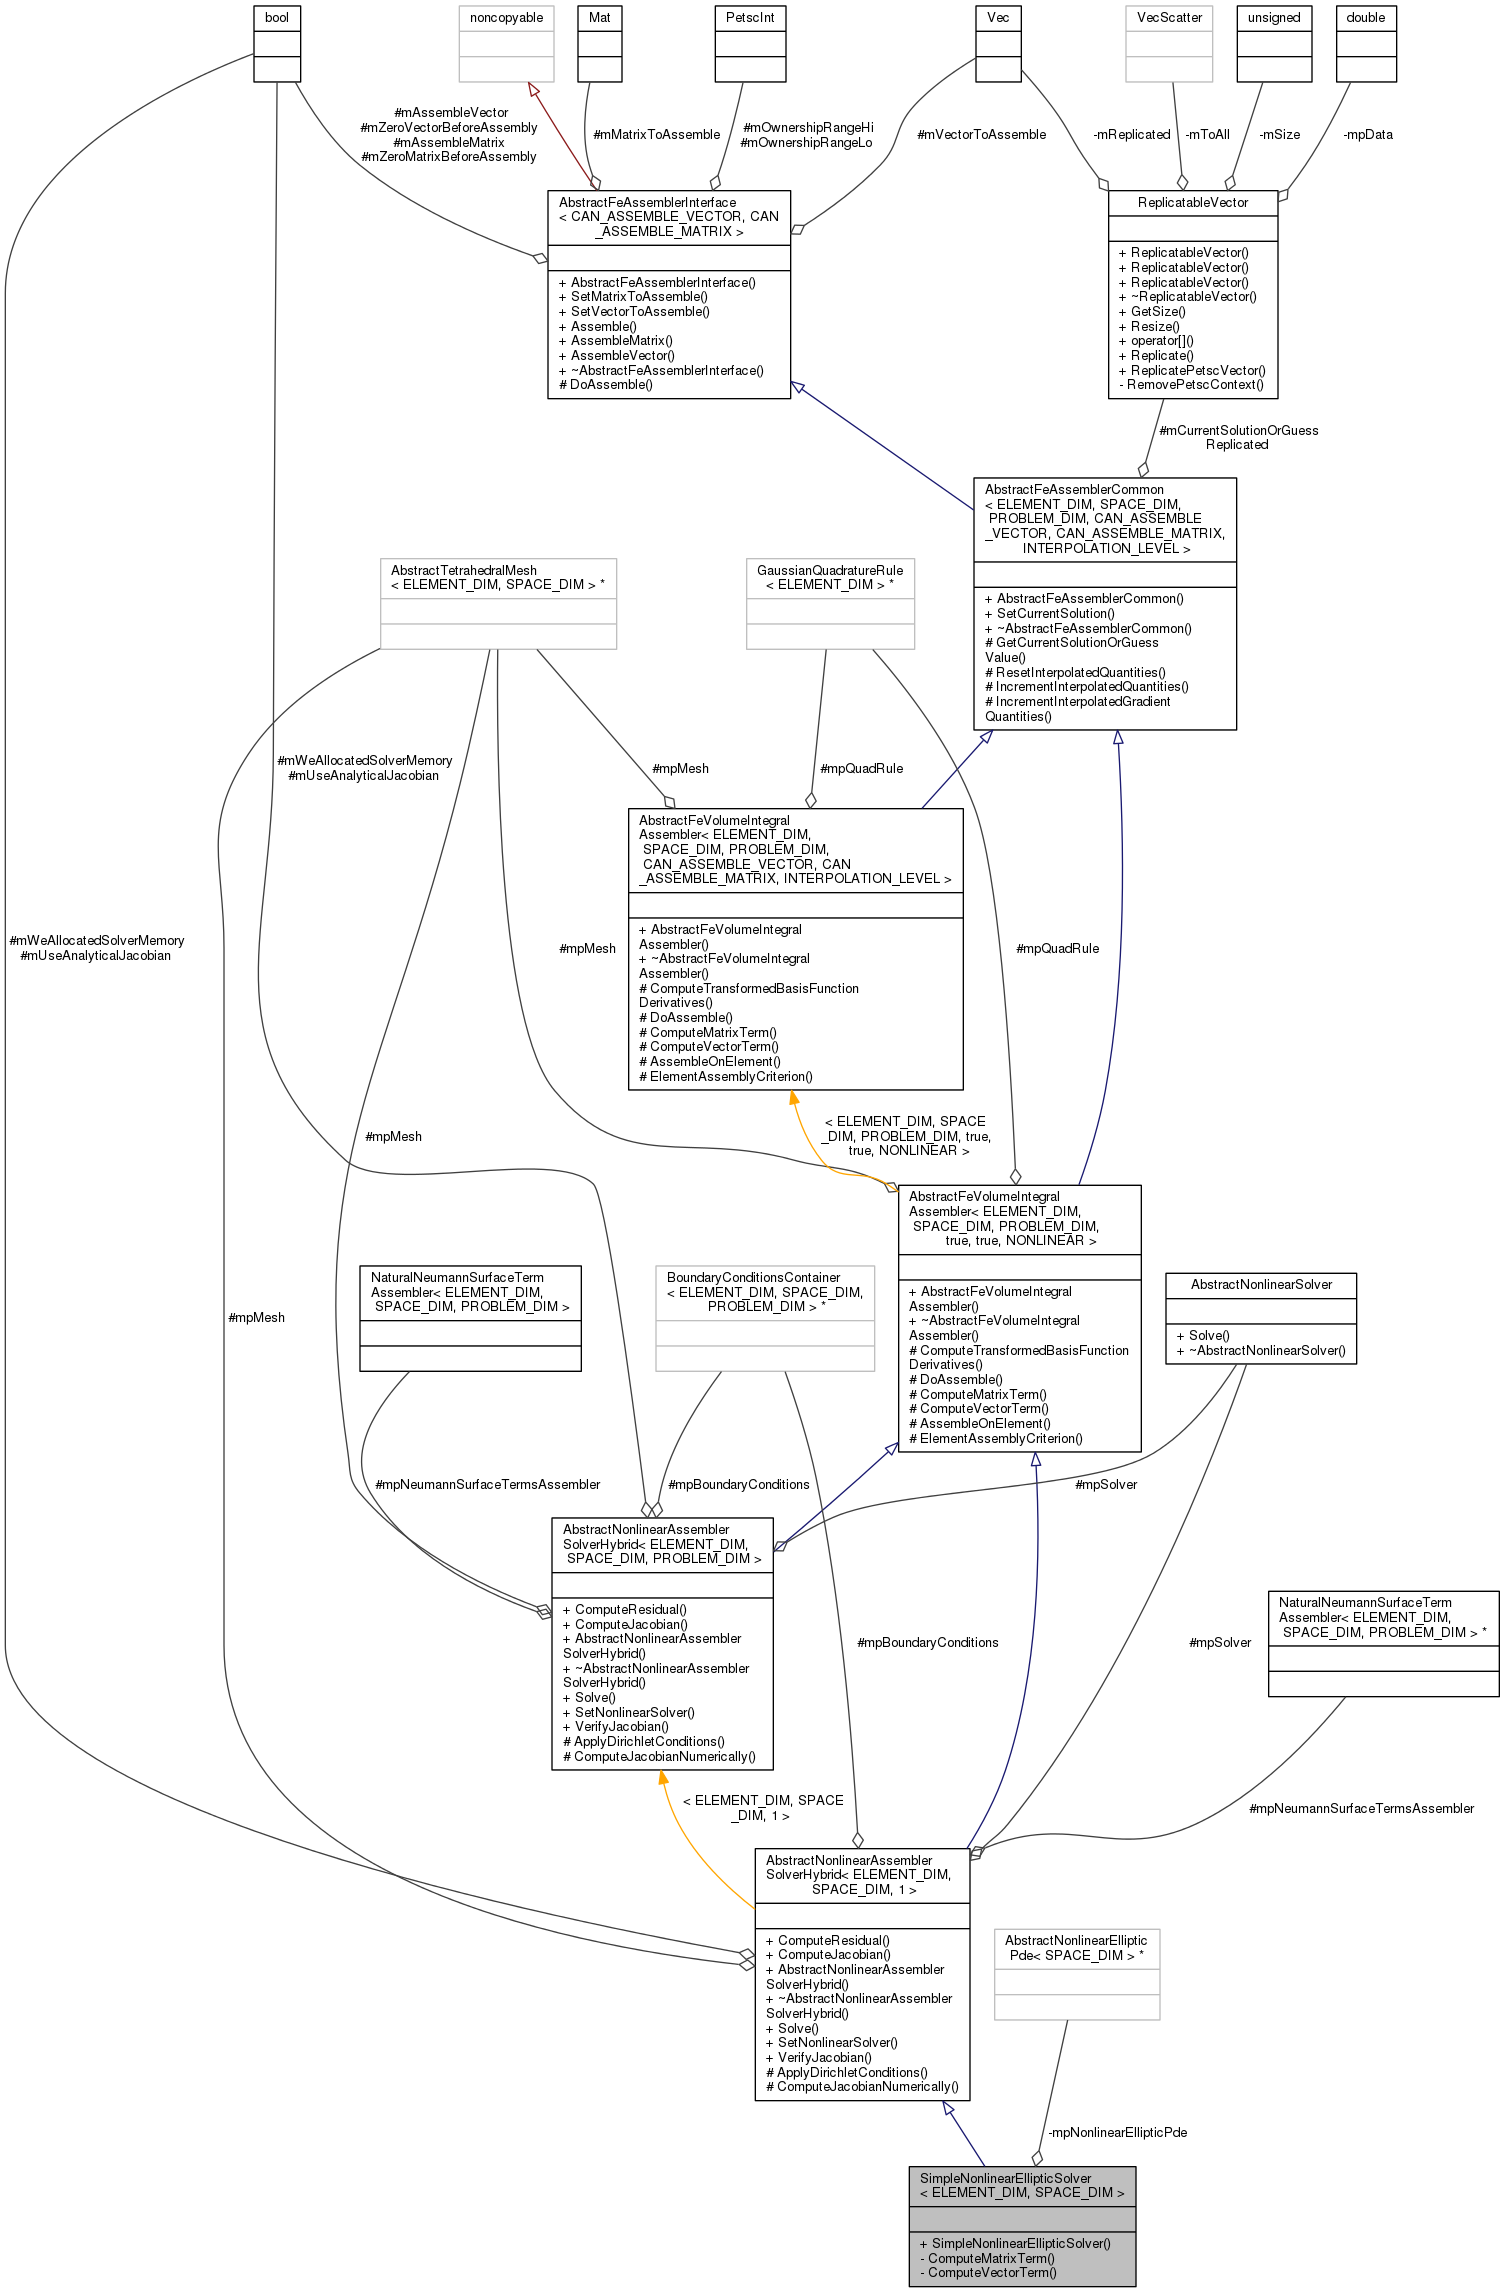 bool
noncopyable
Mat
PetscInt
Vec
VecScatter
unsigned
double
#mAssembleVector
#mZeroVectorBeforeAssembly
#mAssembleMatrix
#mZeroMatrixBeforeAssembly
#mMatrixToAssemble
#mOwnershipRangeHi
#mOwnershipRangeLo
#mVectorToAssemble
-mReplicated
-mToAll
-mSize
-mpData
AbstractFeAssemblerInterface
< CAN_ASSEMBLE_VECTOR, CAN
_ASSEMBLE_MATRIX >
+ AbstractFeAssemblerInterface()
+ SetMatrixToAssemble()
+ SetVectorToAssemble()
+ Assemble()
+ AssembleMatrix()
+ AssembleVector()
+ ~AbstractFeAssemblerInterface()
# DoAssemble()
ReplicatableVector
+ ReplicatableVector()
+ ReplicatableVector()
+ ReplicatableVector()
+ ~ReplicatableVector()
+ GetSize()
+ Resize()
+ operator[]()
+ Replicate()
+ ReplicatePetscVector()
- RemovePetscContext()
#mCurrentSolutionOrGuess
Replicated
AbstractFeAssemblerCommon
< ELEMENT_DIM, SPACE_DIM,
PROBLEM_DIM, CAN_ASSEMBLE
_VECTOR, CAN_ASSEMBLE_MATRIX,
INTERPOLATION_LEVEL >
+ AbstractFeAssemblerCommon()
+ SetCurrentSolution()
+ ~AbstractFeAssemblerCommon()
# GetCurrentSolutionOrGuess
Value()
# ResetInterpolatedQuantities()
# IncrementInterpolatedQuantities()
# IncrementInterpolatedGradient
Quantities()
AbstractTetrahedralMesh
< ELEMENT_DIM, SPACE_DIM > *
GaussianQuadratureRule
< ELEMENT_DIM > *
#mWeAllocatedSolverMemory
#mUseAnalyticalJacobian
#mpMesh
#mpQuadRule
AbstractFeVolumeIntegral
Assembler< ELEMENT_DIM,
SPACE_DIM, PROBLEM_DIM,
CAN_ASSEMBLE_VECTOR, CAN
_ASSEMBLE_MATRIX, INTERPOLATION_LEVEL >
+ AbstractFeVolumeIntegral
Assembler()
+ ~AbstractFeVolumeIntegral
Assembler()
# ComputeTransformedBasisFunction
Derivatives()
# DoAssemble()
# ComputeMatrixTerm()
# ComputeVectorTerm()
# AssembleOnElement()
# ElementAssemblyCriterion()
#mWeAllocatedSolverMemory
#mUseAnalyticalJacobian
#mpMesh
#mpQuadRule
#mpMesh
< ELEMENT_DIM, SPACE
_DIM, PROBLEM_DIM, true,
true, NONLINEAR >
AbstractFeVolumeIntegral
Assembler< ELEMENT_DIM,
SPACE_DIM, PROBLEM_DIM,
true, true, NONLINEAR >
+ AbstractFeVolumeIntegral
Assembler()
+ ~AbstractFeVolumeIntegral
Assembler()
# ComputeTransformedBasisFunction
Derivatives()
# DoAssemble()
# ComputeMatrixTerm()
# ComputeVectorTerm()
# AssembleOnElement()
# ElementAssemblyCriterion()
NaturalNeumannSurfaceTerm
Assembler< ELEMENT_DIM,
SPACE_DIM, PROBLEM_DIM >
BoundaryConditionsContainer
< ELEMENT_DIM, SPACE_DIM,
PROBLEM_DIM > *
AbstractNonlinearSolver
+ Solve()
+ ~AbstractNonlinearSolver()
#mpMesh
#mpNeumannSurfaceTermsAssembler
#mpBoundaryConditions
#mpSolver
AbstractNonlinearAssembler
SolverHybrid< ELEMENT_DIM,
SPACE_DIM, PROBLEM_DIM >
+ ComputeResidual()
+ ComputeJacobian()
+ AbstractNonlinearAssembler
SolverHybrid()
+ ~AbstractNonlinearAssembler
SolverHybrid()
+ Solve()
+ SetNonlinearSolver()
+ VerifyJacobian()
# ApplyDirichletConditions()
# ComputeJacobianNumerically()
#mpBoundaryConditions
#mpSolver
NaturalNeumannSurfaceTerm
Assembler< ELEMENT_DIM,
SPACE_DIM, PROBLEM_DIM > *
< ELEMENT_DIM, SPACE
_DIM, 1 >
#mpNeumannSurfaceTermsAssembler
AbstractNonlinearAssembler
SolverHybrid< ELEMENT_DIM,
SPACE_DIM, 1 >
+ ComputeResidual()
+ ComputeJacobian()
+ AbstractNonlinearAssembler
SolverHybrid()
+ ~AbstractNonlinearAssembler
SolverHybrid()
+ Solve()
+ SetNonlinearSolver()
+ VerifyJacobian()
# ApplyDirichletConditions()
# ComputeJacobianNumerically()
AbstractNonlinearElliptic
Pde< SPACE_DIM > *
-mpNonlinearEllipticPde
SimpleNonlinearEllipticSolver
< ELEMENT_DIM, SPACE_DIM >
+ SimpleNonlinearEllipticSolver()
- ComputeMatrixTerm()
- ComputeVectorTerm()